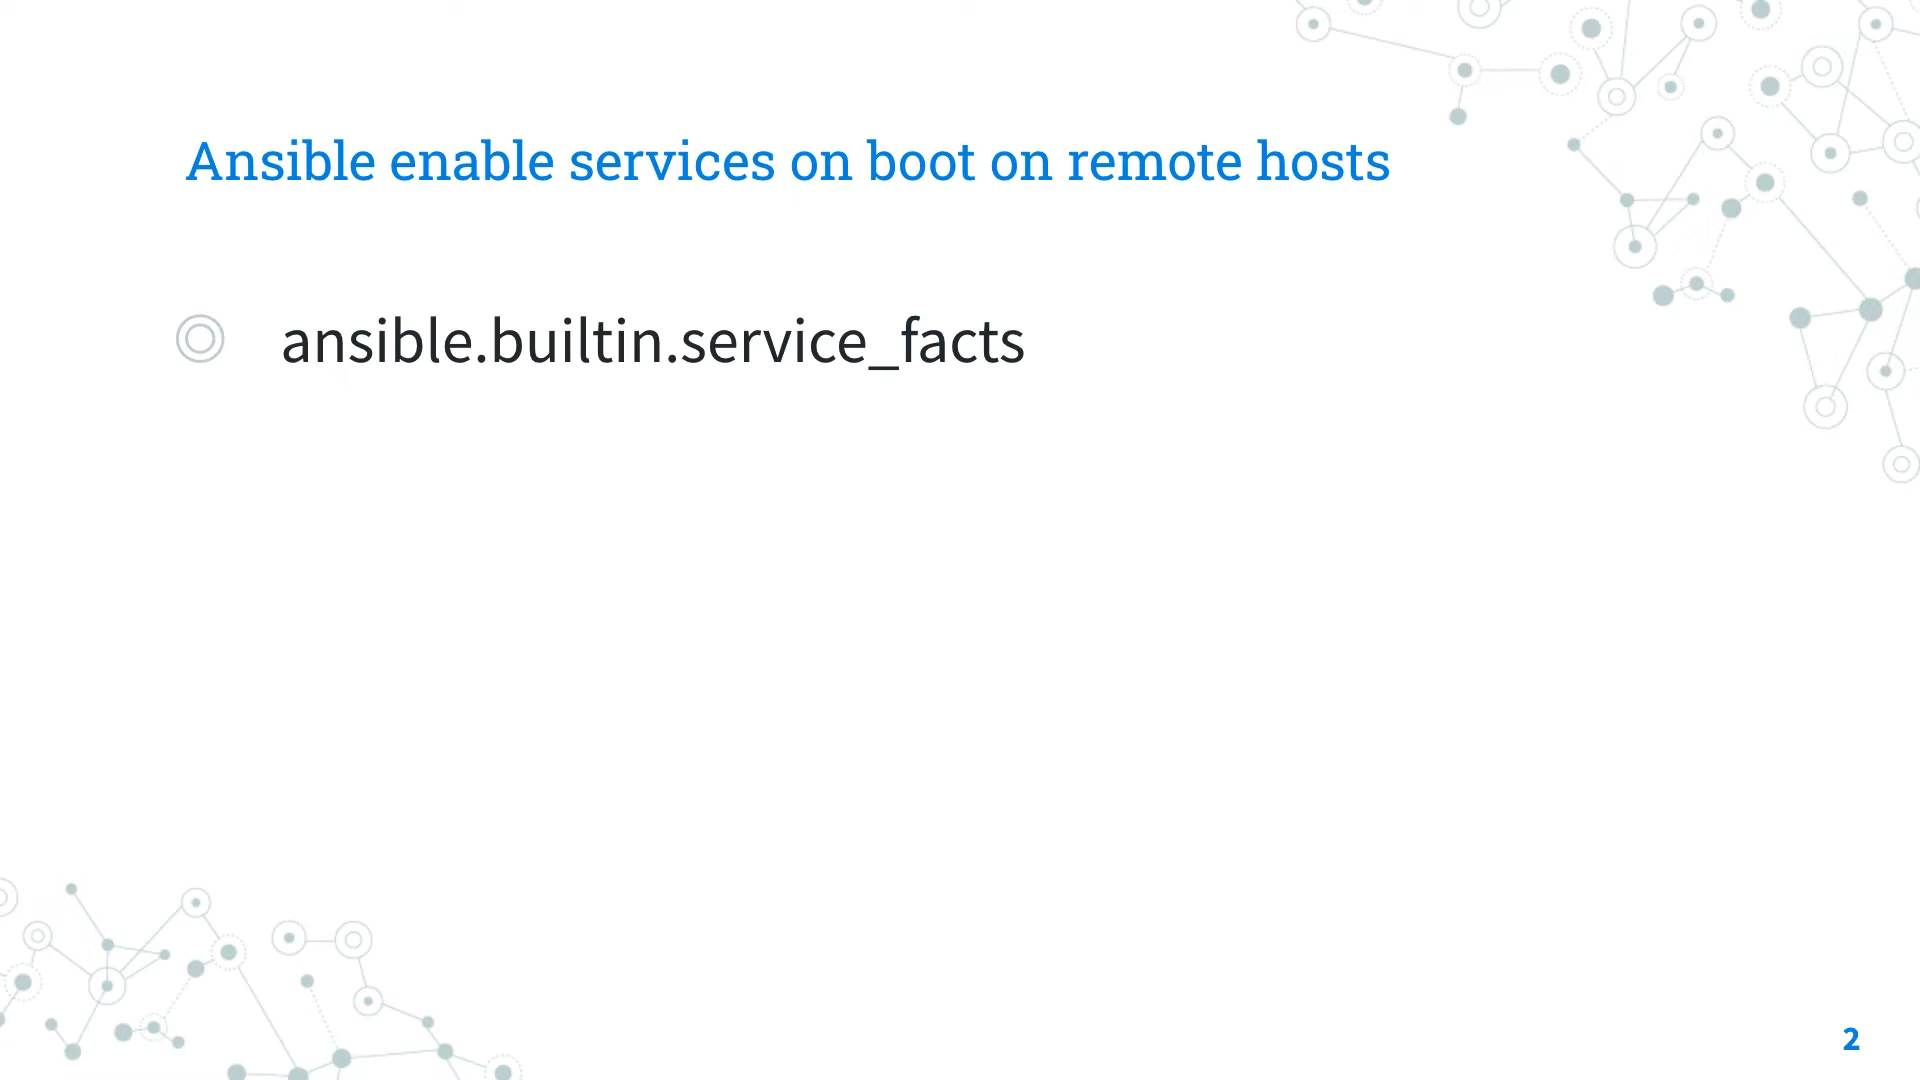 Ansible enable services on boot on remote hosts
ansible.builtin.service_facts
2